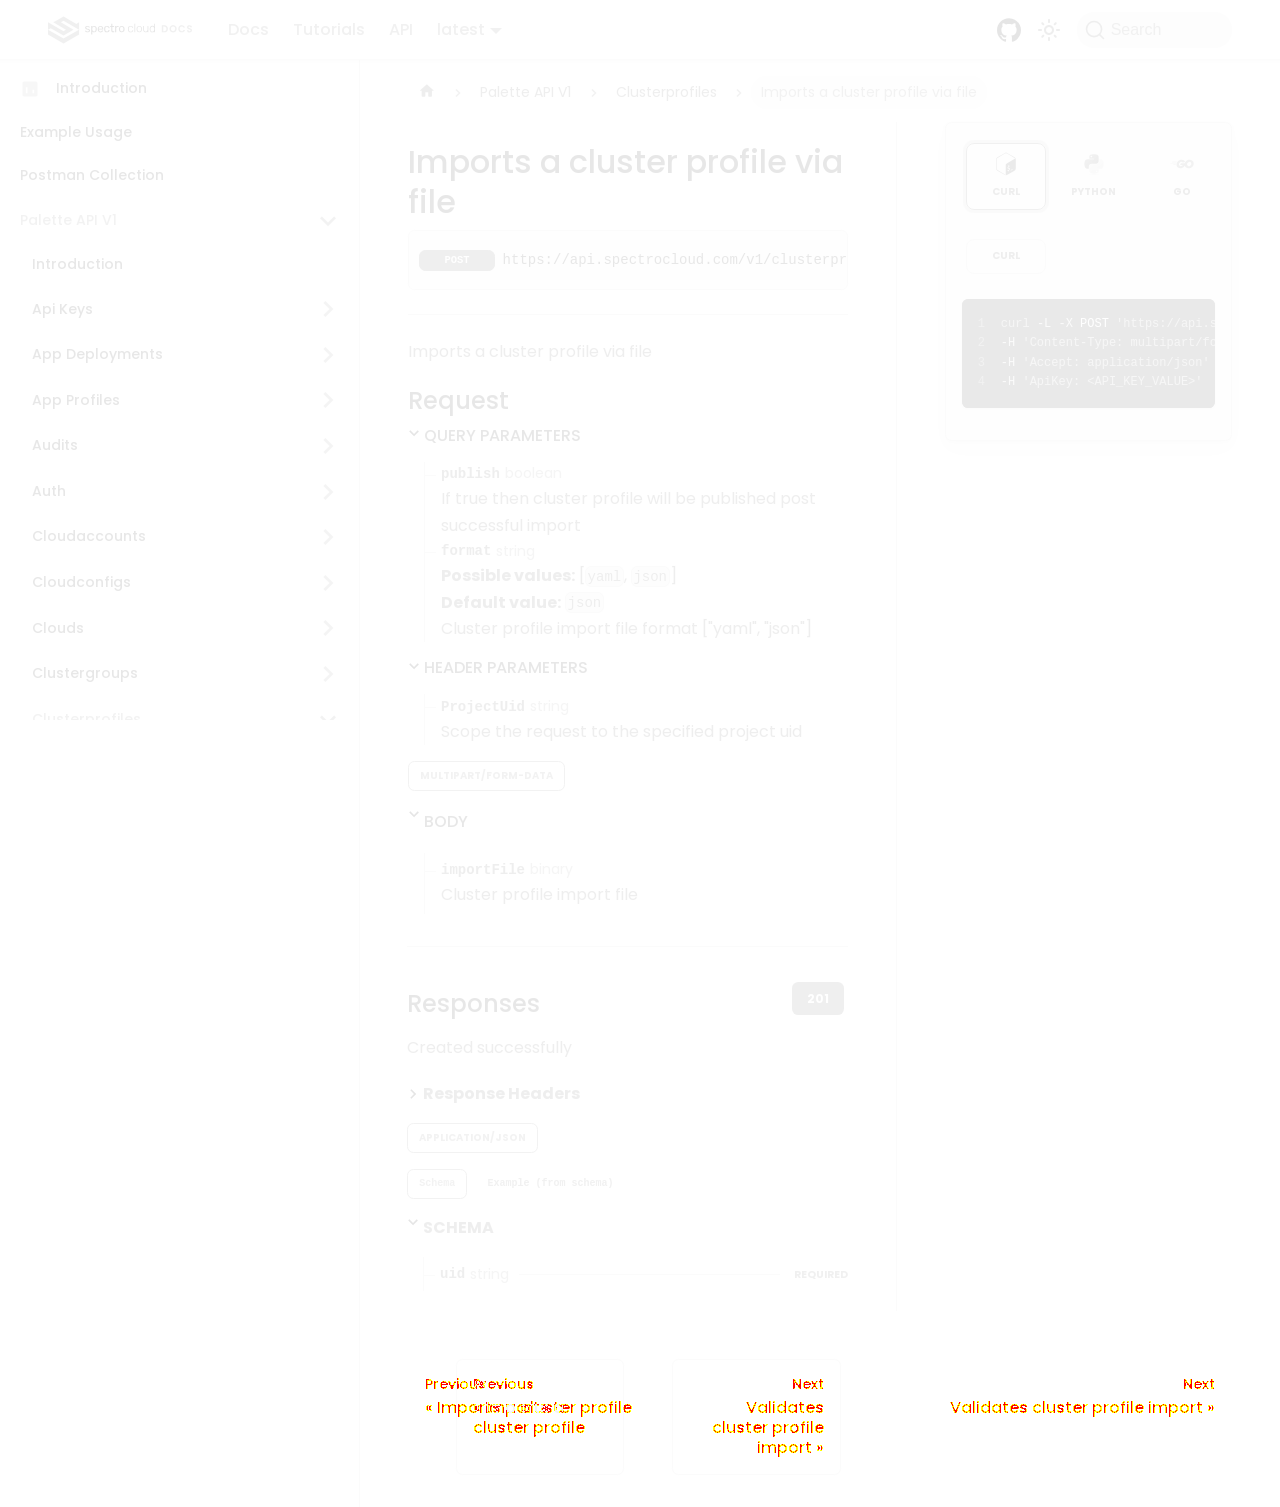 spectro cloud DOCS
Docs Tutorials API latest
Search
Introduction
Example Usage
Postman Collection
Palette API V1
Introduction
Api Keys
App Deployments
App Profiles
Audits
Auth
Cloudaccounts
Cloudconfigs
Clouds
Clustergroups
Clusterprofiles
Palette API V1 Clusterprofiles Imports a cluster profile via file
Imports a cluster profile via
file
POST https://api.spectrocloud.com/v1/clusterpr
Imports a cluster profile via file
Request
QUERY PARAMETERS
publish boolean
If true then cluster profile will be published post
successful import
format string
Possible values: [yaml, json]
Default value: json
Cluster profile import file format ["yaml", "json"]
HEADER PARAMETERS
ProjectUid string
Scope the request to the specified project uid
MULTIPART/FORM-DATA
BODY
importFile binary
Cluster profile import file
Responses
201
Created successfully
Response Headers
APPLICATION/JSON
Schema Example (from schema)
SCHEMA
uid string REQUIRED
CURL PYTHON GO
CURL
1 curl -L -X POST 'https://api.s
2 -H 'Content-Type: multipart/fo
3 -H 'Accept: application/json'
4 -H 'ApiKey: <API_KEY_VALUE>'
Previous
Previous
Next
Next
cluster profile
Validates
cluster profile
import »
Validates cluster profile import »